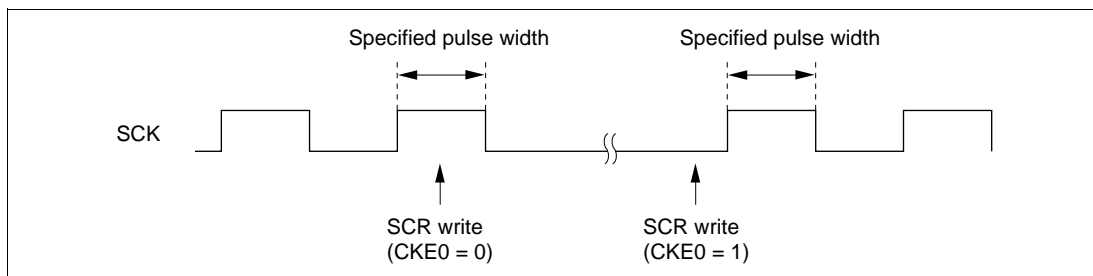 Specified pulse width
Specified pulse width
SCK
SCR write
(CKE0 = 0)
SCR write
(CKE0 = 1)